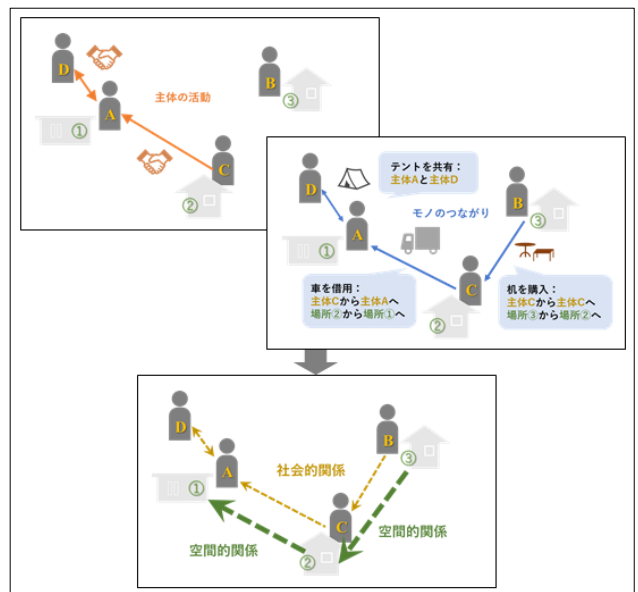 D
B
主体の活動
③
A
①
C
②
テントを共有：
主体Aと主体D
D
B
モノのつながり
③
A
①
車を借用：
主体Cから主体Aへ
場所②から場所①へ
C
机を購入：
主体Cから主体Cへ
場所③から場所②へ
②
D
B
社会的関係
③
A
①
C
空間的関係
空間的関係
②